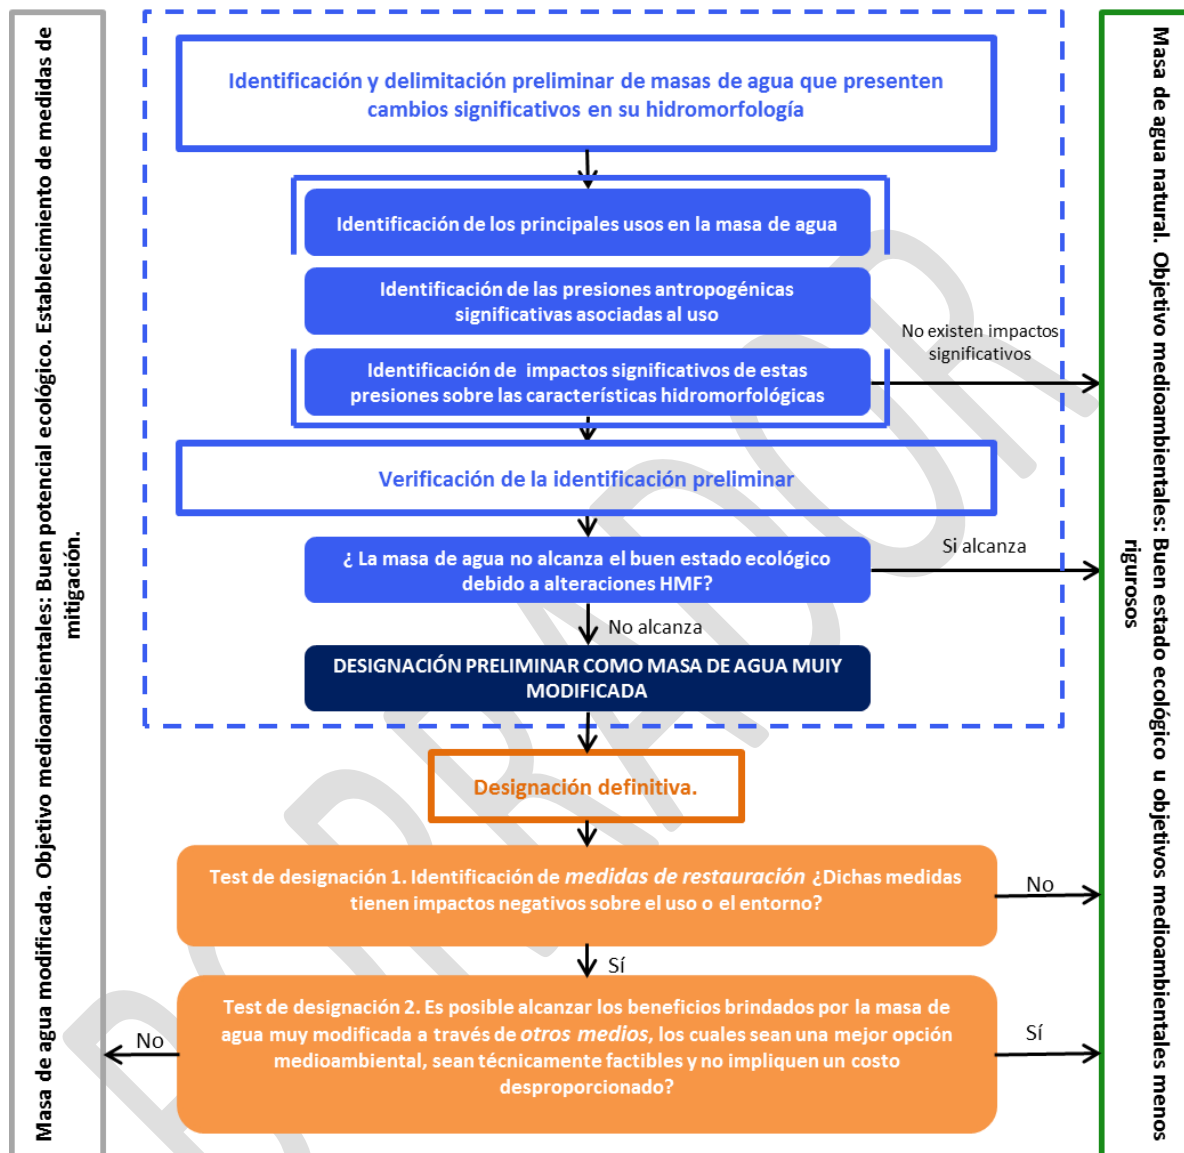 Masa de agua modificada. Objetivo medioambientales: Buen potencial ecológico. Establecimiento de medidas de
mitigación.
Identificación y delimitación preliminar de masas de agua que presenten
cambios significativos en su hidromorfología
Identificación de los principales usos en la masa de agua
Identificación de las presiones antropogénicas
significativas asociadas al uso
Identificación de impactos significativos de estas
presiones sobre las características hidromorfológicas
No existen impactos
significativos
Verificación de la identificación preliminar
¿ La masa de agua no alcanza el buen estado ecológico
debido a alteraciones HMF?
Si alcanza
No alcanza
DESIGNACIÓN PRELIMINAR COMO MASA DE AGUA MUIY
MODIFICADA
Designación definitiva.
Test de designación 1. Identificación de medidas de restauración ¿Dichas medidas
tienen impactos negativos sobre el uso o el entorno?
No
Sí
Test de designación 2. Es posible alcanzar los beneficios brindados por la masa de
agua muy modificada a través de otros medios, los cuales sean una mejor opción
medioambiental, sean técnicamente factibles y no impliquen un costo
desproporcionado?
No
Sí
Masa de agua natural. Objetivo medioambientales: Buen estado ecológico u objetivos medioambientales menos
rigurosos
BORRADOR